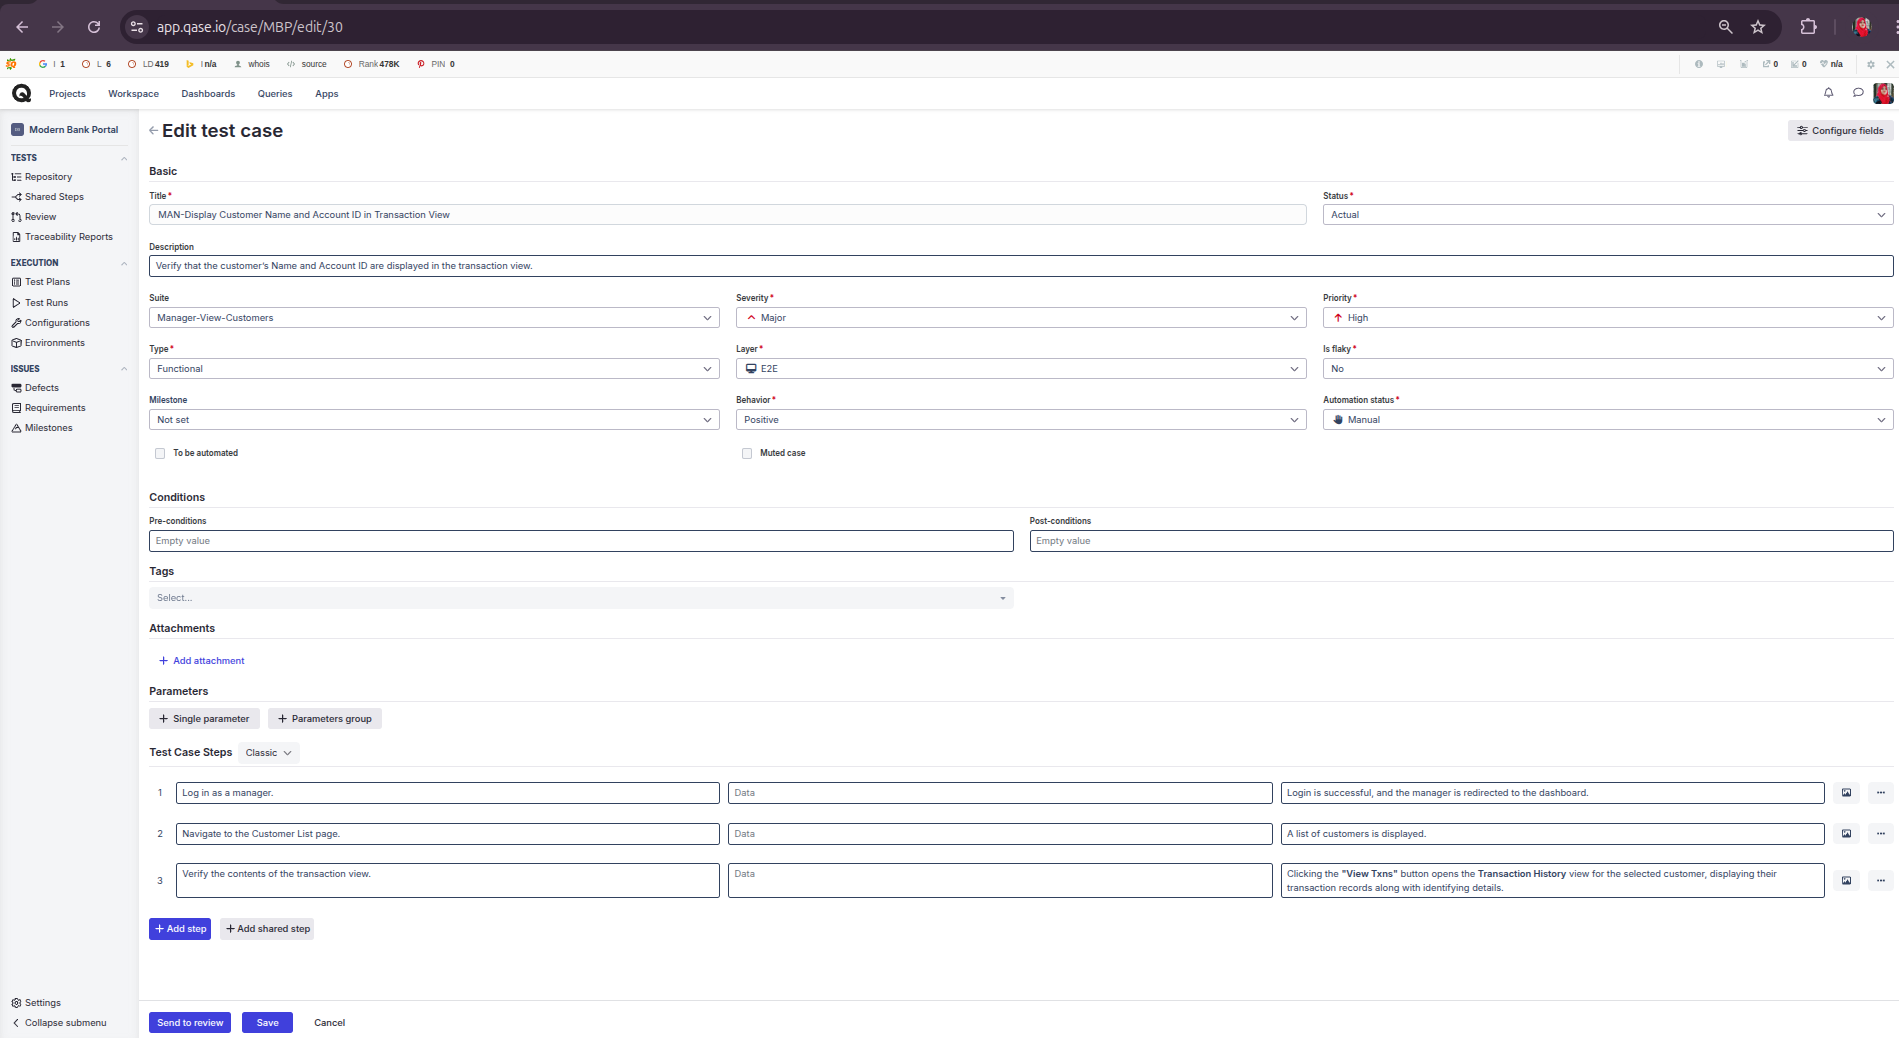 app.qase.io/case/MBP/edit/30
I 1 L 6 LD 419 I n/a whois source Rank 478K PIN 0 0 0 n/a
Projects Workspace Dashboards Queries Apps
Modern Bank Portal
TESTS
Repository
Shared Steps
Review
Traceability Reports
EXECUTION
Test Plans
Test Runs
Configurations
Environments
ISSUES
Defects
Requirements
Milestones
Settings
Collapse submenu
Edit test case
Configure fields
Basic
Title* Status*
MAN-Display Customer Name and Account ID in Transaction View Actual
Description
Verify that the customer's Name and Account ID are displayed in the transaction view.
Suite Severity* Priority*
Manager-View-Customers Major High
Type* Layer* Is flaky*
Functional E2E No
Milestone Behavior* Automation status*
Not set Positive Manual
To be automated Muted case
Conditions
Pre-conditions Post-conditions
Empty value Empty value
Tags
Select...
Attachments
+ Add attachment
Parameters
+ Single parameter + Parameters group
Test Case Steps Classic
1 Log in as a manager. Data Login is successful, and the manager is redirected to the dashboard.
2 Navigate to the Customer List page. Data A list of customers is displayed.
3 Verify the contents of the transaction view. Data Clicking the "View Txns" button opens the Transaction History view for the selected customer, displaying their
transaction records along with identifying details.
+ Add step + Add shared step
Send to review Save Cancel